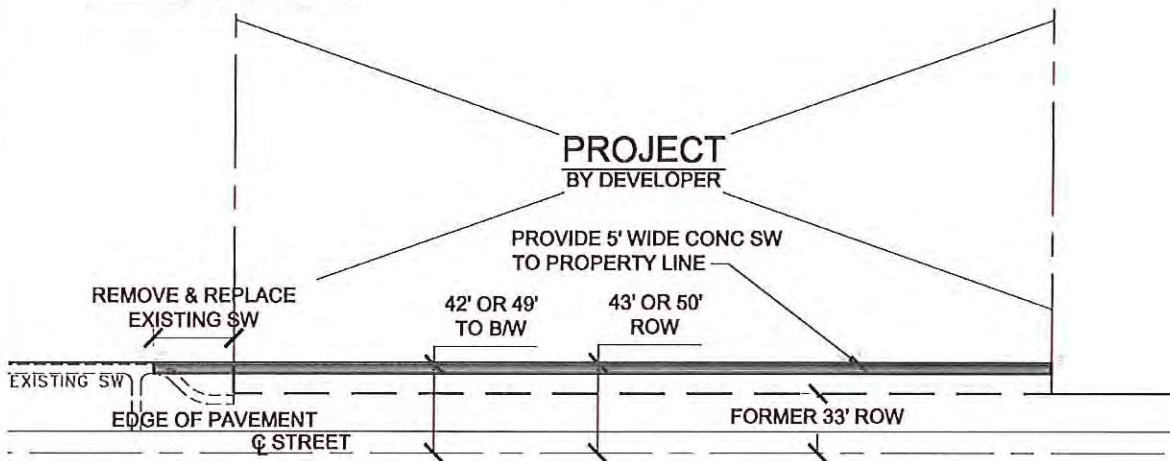 PROJECT
BY DEVELOPER
PROVIDE 5' WIDE CONC SW
TO PROPERTY LINE
REMOVE & REPLACE
EXISTING SW
42' OR 49'
TO B/W
43' OR 50'
ROW
EXISTING SW
EDGE OF PAVEMENT
FORMER 33' ROW
℄ STREET